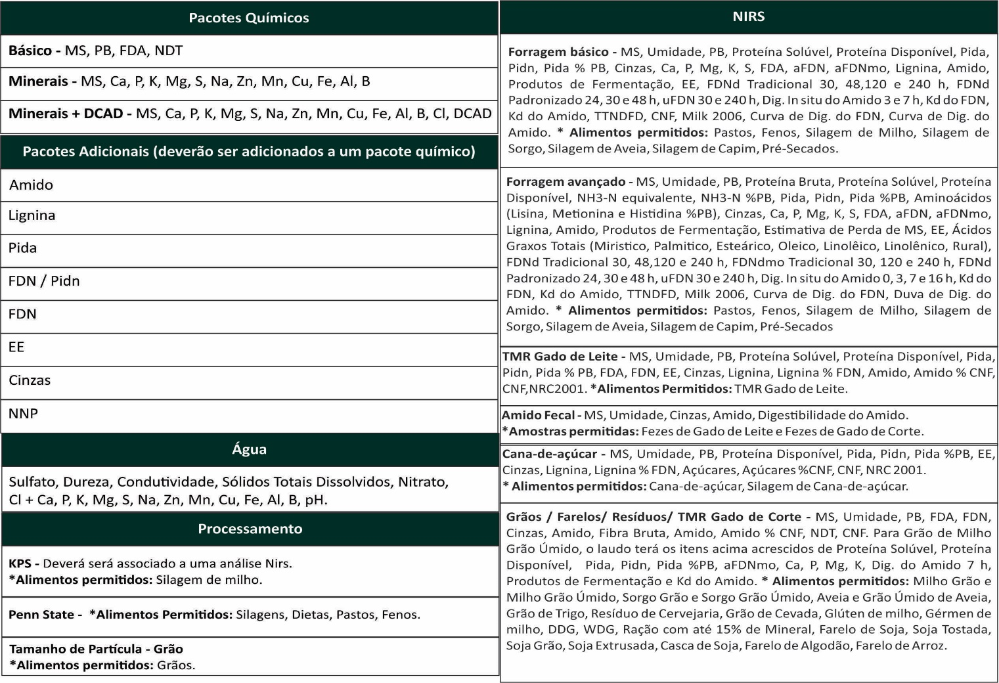 Pacotes Químicos
Básico - MS, PB, FDA, NDT
Minerais - MS, Ca, P, K, Mg, S, Na, Zn, Mn, Cu, Fe, Al, B
Minerais + DCAD - MS, Ca, P, K, Mg, S, Na, Zn, Mn, Cu, Fe, Al, B, Cl, DCAD
Pacotes Adicionais (deverão ser adicionados a um pacote químico)
Amido
Lignina
Pida
FDN / Pidn
FDN
EE
Cinzas
NNP
Água
Sulfato, Dureza, Condutividade, Sólidos Totais Dissolvidos, Nitrato,
Cl + Ca, P, K, Mg, S, Na, Zn, Mn, Cu, Fe, Al, B, pH.
Processamento
KPS - Deverá será associado a uma análise Nirs.
*Alimentos permitidos: Silagem de milho.
Penn State - *Alimentos Permitidos: Silagens, Dietas, Pastos, Fenos.
Tamanho de Partícula - Grão
*Alimentos permitidos: Grãos.
NIRS
Forragem básico - MS, Umidade, PB, Proteína Solúvel, Proteína Disponível, Pida,
Pidn, Pida % PB, Cinzas, Ca, P, Mg, K, S, FDA, aFDN, aFDNmo, Lignina, Amido,
Produtos de Fermentação, EE, FDNd Tradicional 30, 48,120 e 240 h, FDNd
Padronizado 24, 30 e 48 h, uFDN 30 e 240 h, Dig. In situ do Amido 3 e 7 h, Kd do FDN,
Kd do Amido, TTNDFD, CNF, Milk 2006, Curva de Dig. do FDN, Curva de Dig. do
Amido. * Alimentos permitidos: Pastos, Fenos, Silagem de Milho, Silagem de
Sorgo, Silagem de Aveia, Silagem de Capim, Pré-Secados.
Forragem avançado - MS, Umidade, PB, Proteína Bruta, Proteína Solúvel, Proteína
Disponível, NH3-N equivalente, NH3-N %PB, Pida, Pidn, Pida %PB, Aminoácidos
(Lisina, Metionina e Histidina %PB), Cinzas, Ca, P, Mg, K, S, FDA, aFDN, aFDNmo,
Lignina, Amido, Produtos de Fermentação, Estimativa de Perda de MS, EE, Ácidos
Graxos Totais (Miristico, Palmitico, Esteárico, Oleico, Linolêico, Linolênico, Rural),
FDNd Tradicional 30, 48,120 e 240 h, FDNdmo Tradicional 30, 120 e 240 h, FDNd
Padronizado 24, 30 e 48 h, uFDN 30 e 240 h, Dig. In situ do Amido 0, 3, 7 e 16 h, Kd do
FDN, Kd do Amido, TTNDFD, Milk 2006, Curva de Dig. do FDN, Duva de Dig. do
Amido. * Alimentos permitidos: Pastos, Fenos, Silagem de Milho, Silagem de
Sorgo, Silagem de Aveia, Silagem de Capim, Pré-Secados
TMR Gado de Leite - MS, Umidade, PB, Proteína Solúvel, Proteína Disponível, Pida,
Pidn, Pida % PB, FDA, FDN, EE, Cinzas, Lignina, Lignina % FDN, Amido, Amido % CNF,
CNF,NRC2001. *Alimentos Permitidos: TMR Gado de Leite.
Amido Fecal - MS, Umidade, Cinzas, Amido, Digestibilidade do Amido.
*Amostras permitidas: Fezes de Gado de Leite e Fezes de Gado de Corte.
Cana-de-açúcar - MS, Umidade, PB, Proteína Disponível, Pida, Pidn, Pida %PB, EE,
Cinzas, Lignina, Lignina % FDN, Açúcares, Açúcares %CNF, CNF, NRC 2001.
* Alimentos permitidos: Cana-de-açúcar, Silagem de Cana-de-açúcar.
Grãos / Farelos/ Resíduos/ TMR Gado de Corte - MS, Umidade, PB, FDA, FDN,
Cinzas, Amido, Fibra Bruta, Amido, Amido % CNF, NDT, CNF. Para Grão de Milho
Grão Úmido, o laudo terá os itens acima acrescidos de Proteína Solúvel, Proteína
Disponível, Pida, Pidn, Pida %PB, aFDNmo, Ca, P, Mg, K, Dig. do Amido 7 h,
Produtos de Fermentação e Kd do Amido. * Alimentos permitidos: Milho Grão e
Milho Grão Úmido, Sorgo Grão e Sorgo Grão Úmido, Aveia e Grão Úmido de Aveia,
Grão de Trigo, Resíduo de Cervejaria, Grão de Cevada, Glúten de milho, Gérmen de
milho, DDG, WDG, Ração com até 15% de Mineral, Farelo de Soja, Soja Tostada,
Soja Grão, Soja Extrusada, Casca de Soja, Farelo de Algodão, Farelo de Arroz.